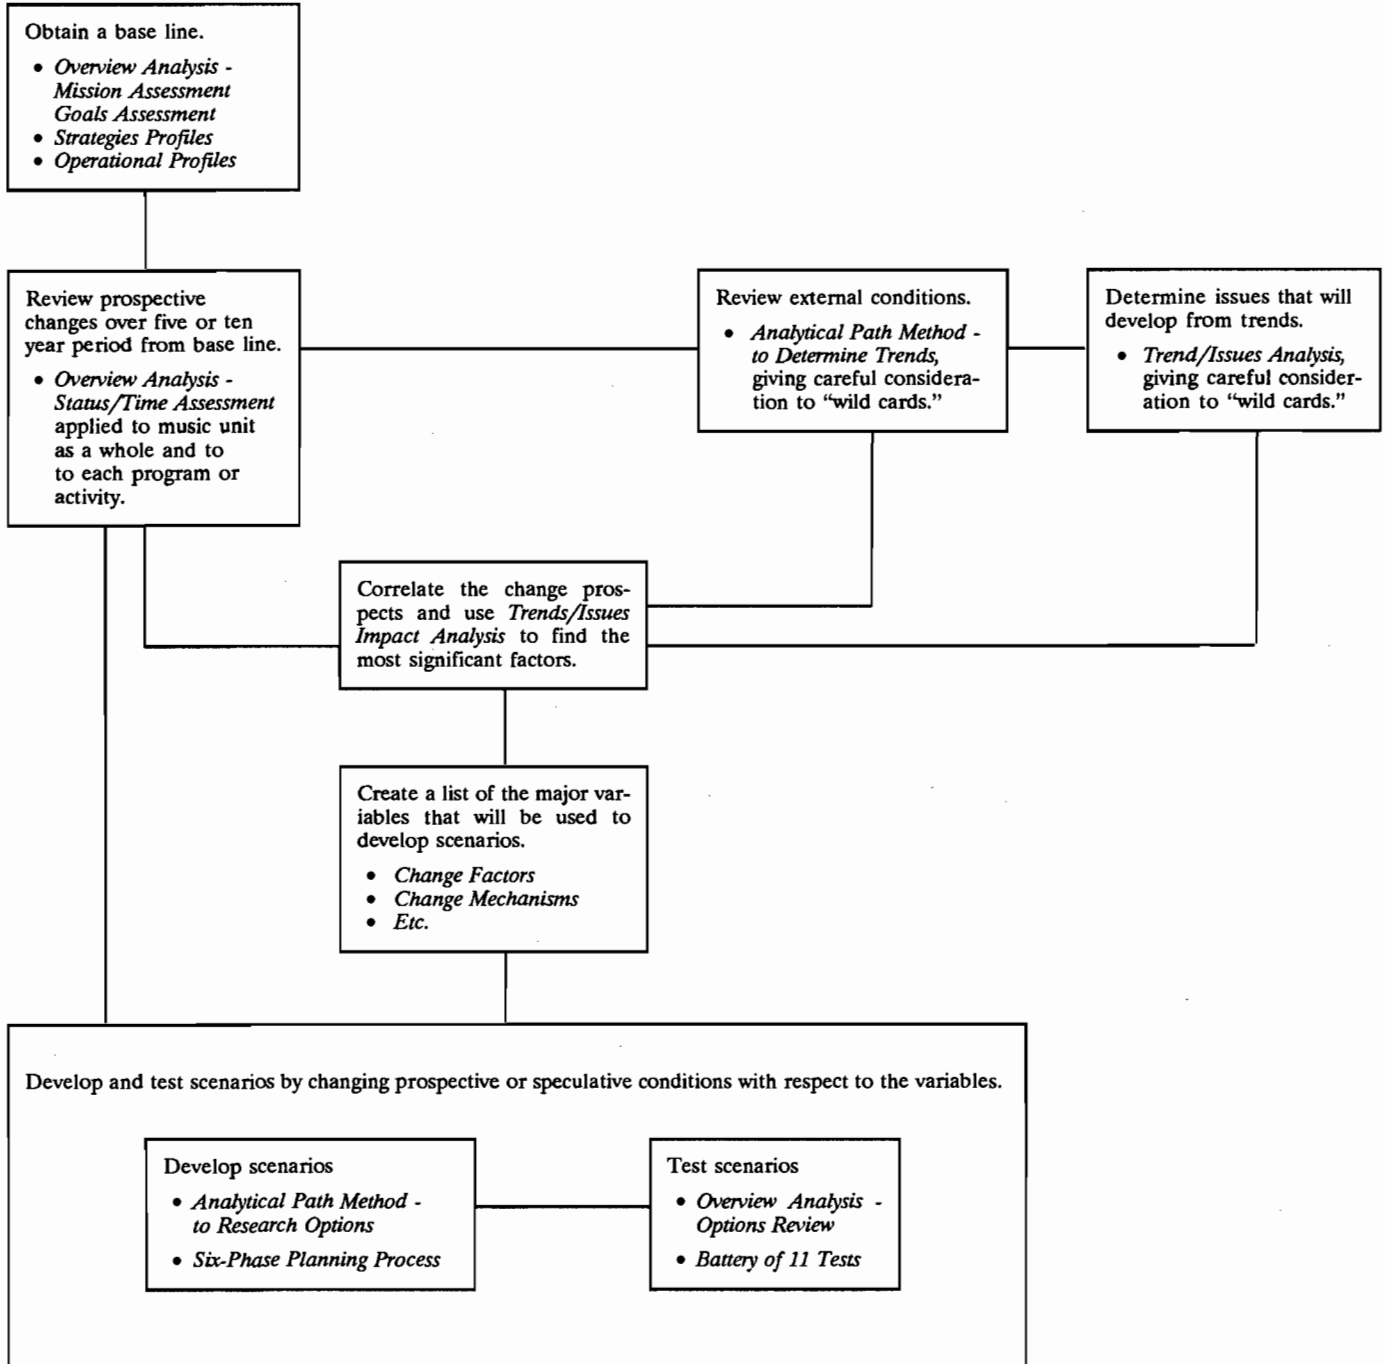 Obtain a base line.
• Overview Analysis -
Mission Assessment
Goals Assessment
• Strategies Profiles
• Operational Profiles
Review prospective
changes over five or ten
year period from base line.
• Overview Analysis -
Status/Time Assessment
applied to music unit
as a whole and to
to each program or
activity.
Review external conditions.
• Analytical Path Method -
to Determine Trends,
giving careful considera-
tion to “wild cards.”
Determine issues that will
develop from trends.
• Trend/Issues Analysis,
giving careful consider-
ation to “wild cards.”
Correlate the change pros-
pects and use Trends/Issues
Impact Analysis to find the
most significant factors.
Create a list of the major var-
iables that will be used to
develop scenarios.
• Change Factors
• Change Mechanisms
• Etc.
Develop and test scenarios by changing prospective or speculative conditions with respect to the variables.
Develop scenarios
• Analytical Path Method -
to Research Options
• Six-Phase Planning Process
Test scenarios
• Overview Analysis -
Options Review
• Battery of 11 Tests